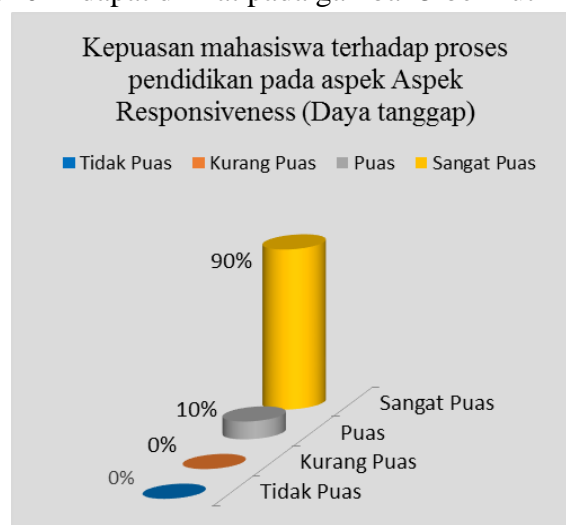 Kepuasan mahasiswa terhadap proses
pendidikan pada aspek Aspek
Responsiveness (Daya tanggap)
Tidak Puas Kurang Puas Puas Sangat Puas
90%
10%
0%
0%
Sangat Puas
Puas
Kurang Puas
Tidak Puas